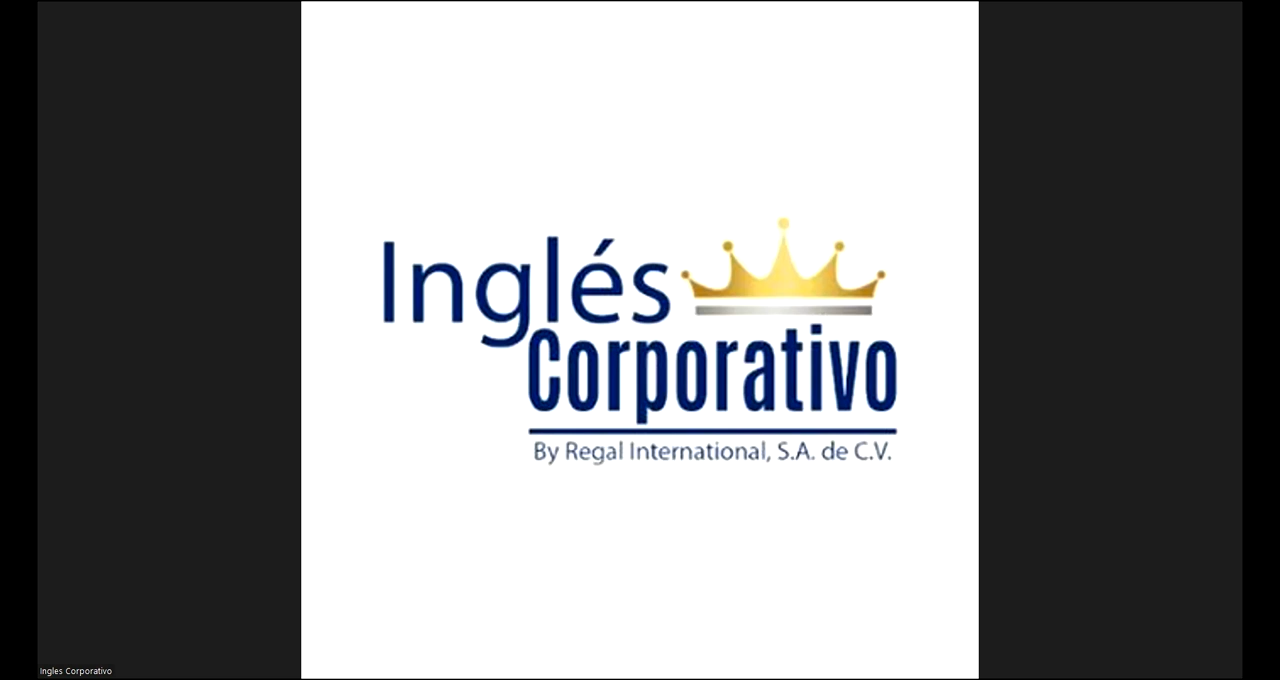 Inglés
Corporativo
By Regal International, S.A. de C.V.
Ingles Corporativo